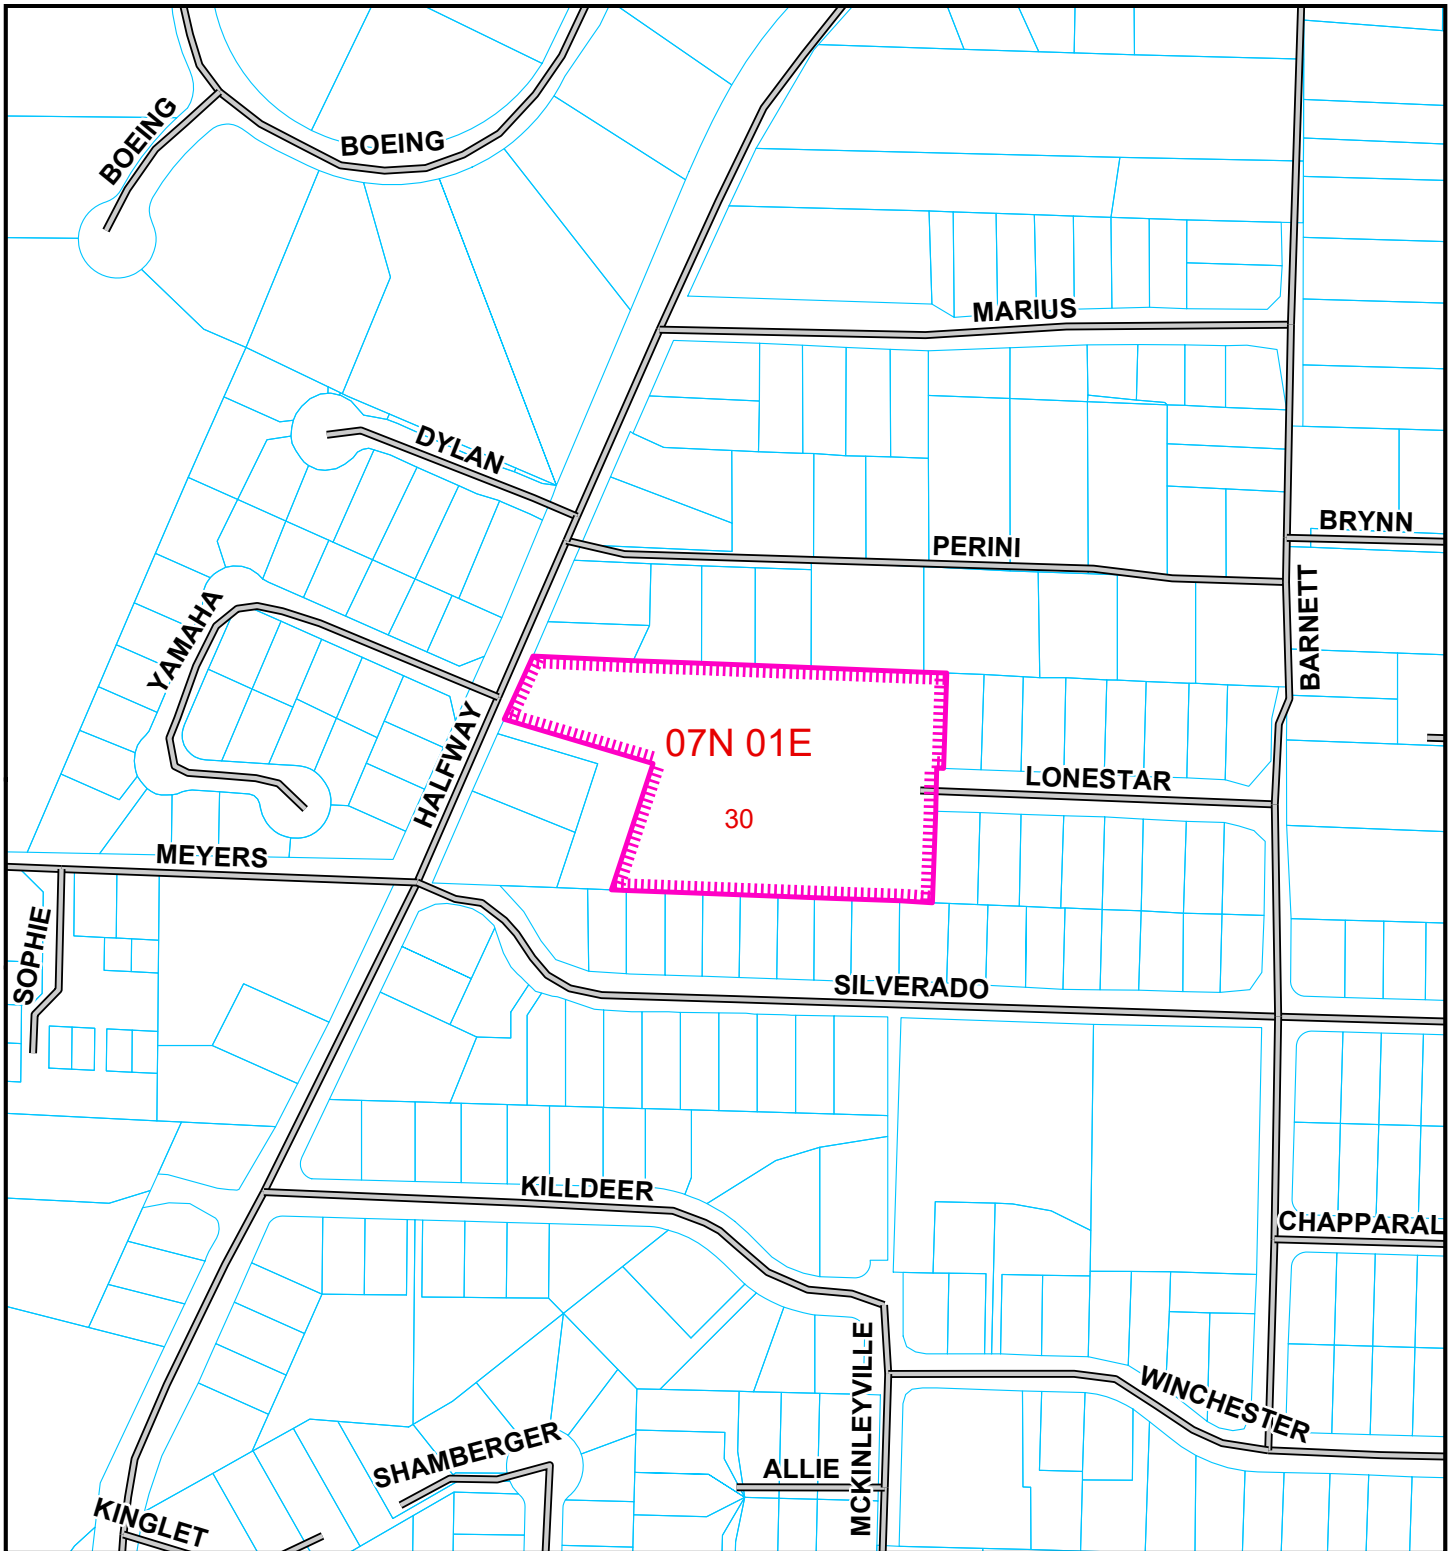 BOEING
BOEING
MARIUS
DYLAN
BRYNN
PERINI
BARNETT
YAMAHA
HALFWAY
07N 01E
LONESTAR
30
MEYERS
SOPHIE
SILVERADO
KILLDEER
CHAPPARAL
MCKINLEYVILLE
WINCHESTER
SHAMBERGER
ALLIE
KINGLET